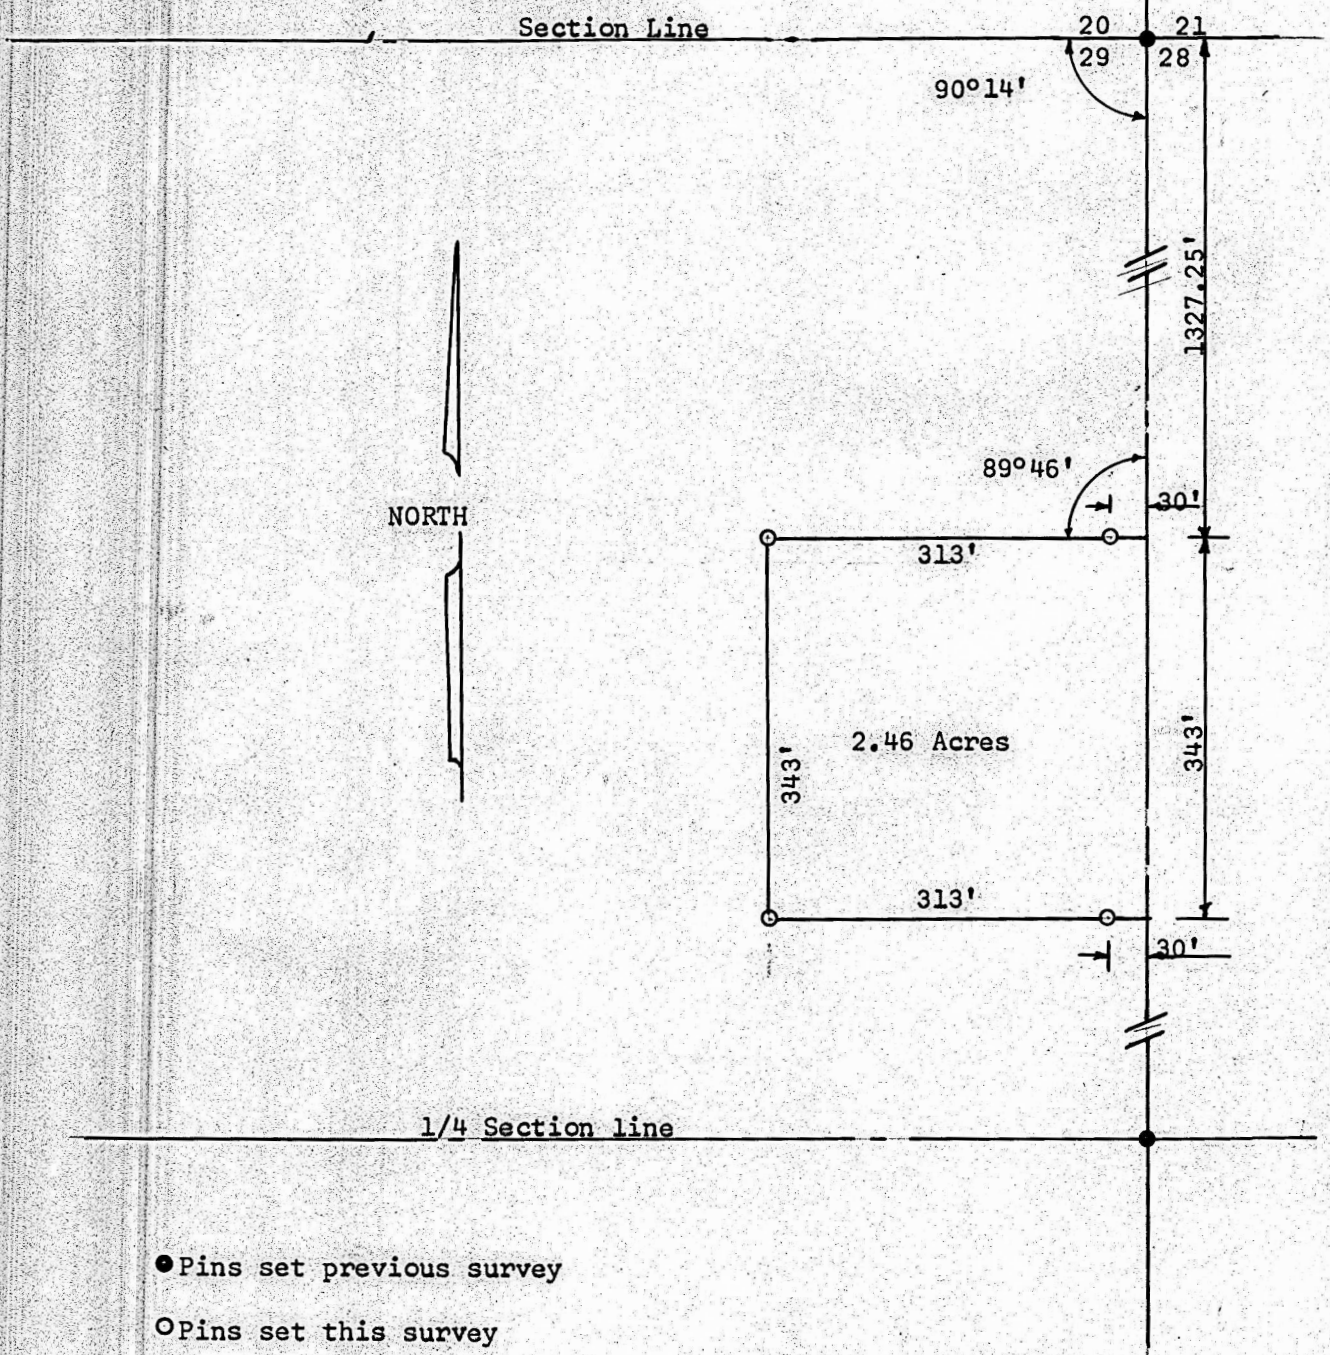 Section Line
20 21
29 28
90°14'
1327.25'
89°46'
30'
NORTH
313'
2.46 Acres
343'
343'
313'
30'
1/4 Section line
Pins set previous survey
Pins set this survey